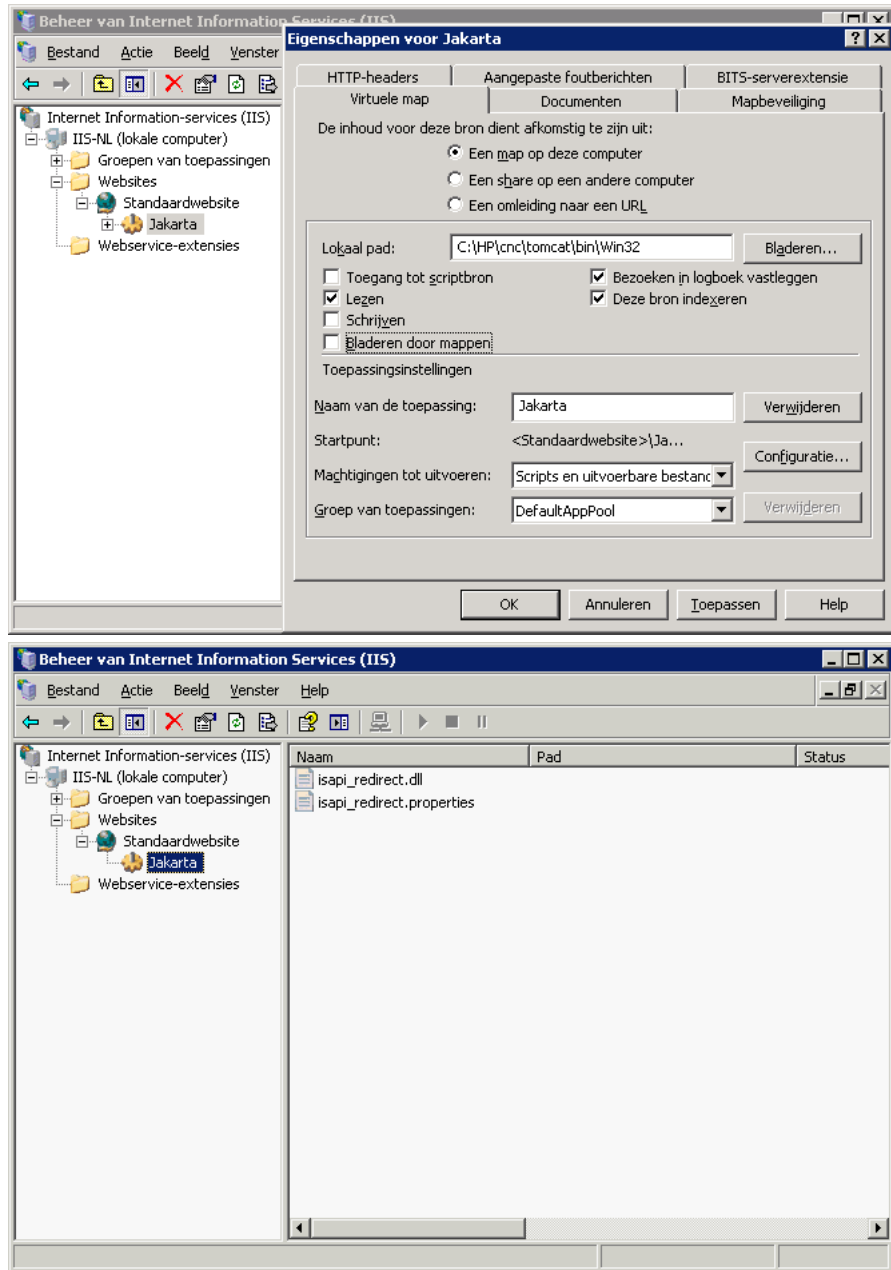 Beheer van Internet Information Services (IIS)
Bestand Actie Beeld Venster
Eigenschappen voor Jakarta
HTTP-headers Aangepaste foutberichten BITS-serverextensie
Virtuele map Documenten Mapbeveiliging
Internet Information-services (IIS)
IIS-NL (lokale computer)
Groepen van toepassingen
Websites
Standaardwebsite
Jakarta
Webservice-extensies
De inhoud voor deze bron dient afkomstig te zijn uit:
Een map op deze computer
Een share op een andere computer
Een omleiding naar een URL
Lokaal pad: C:\HP\cnc\tomcat\bin\Win32 Bladeren...
Toegang tot scriptbron Bezoeken in logboek vastleggen
Lezen Deze bron indexeren
Schrijven
Bladeren door mappen
Toepassingsinstellingen
Naam van de toepassing: Jakarta Verwijderen
Startpunt: <Standaardwebsite>\Ja...
Configuratie...
Machtigingen tot uitvoeren: Scripts en uitvoerbare bestand
Groep van toepassingen: DefaultAppPool Verwijderen
OK Annuleren Toepassen Help
Beheer van Internet Information Services (IIS)
Bestand Actie Beeld Venster Help
Internet Information-services (IIS)
IIS-NL (lokale computer)
Groepen van toepassingen
Websites
Standaardwebsite
Jakarta
Webservice-extensies
Naam Pad Status
isapi_redirect.dll
isapi_redirect.properties